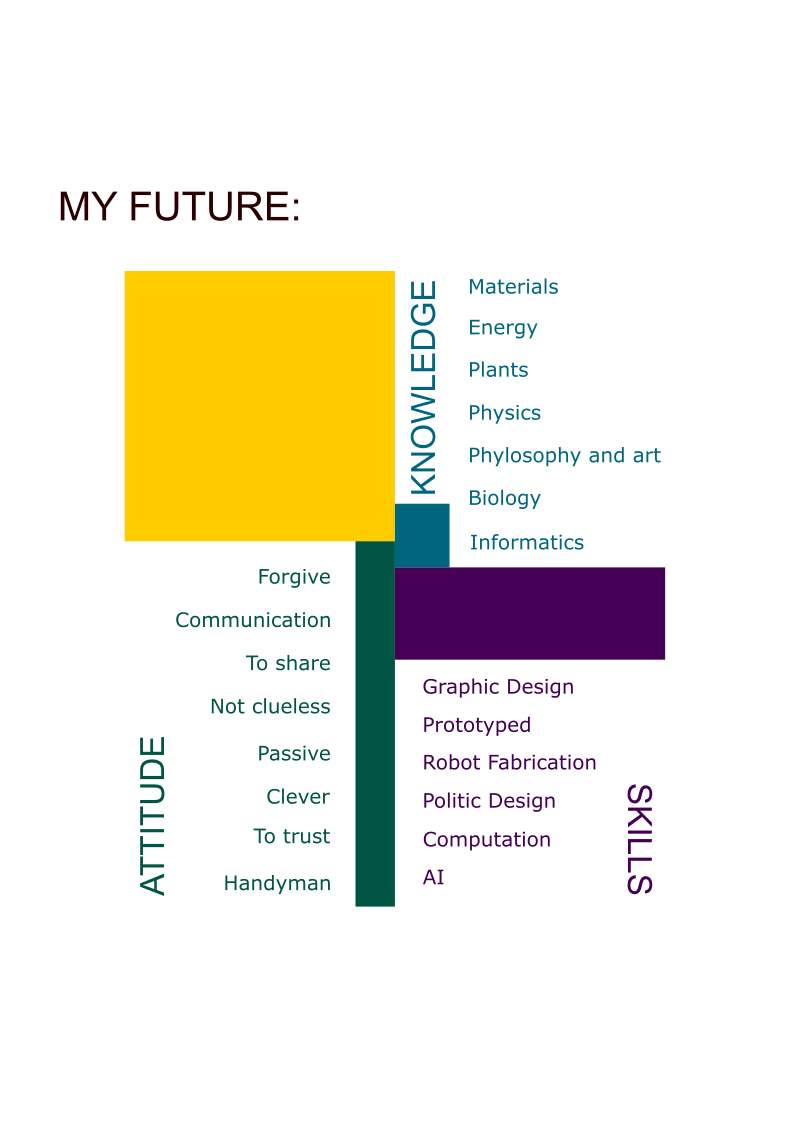 MY FUTURE:
KNOWLEDGE
Materials
Energy
Plants
Physics
Phylosophy and art
Biology
Informatics
ATTITUDE
Forgive
Communication
To share
Not clueless
Passive
Clever
To trust
Handyman
SKILLS
Graphic Design
Prototyped
Robot Fabrication
Politic Design
Computation
AI